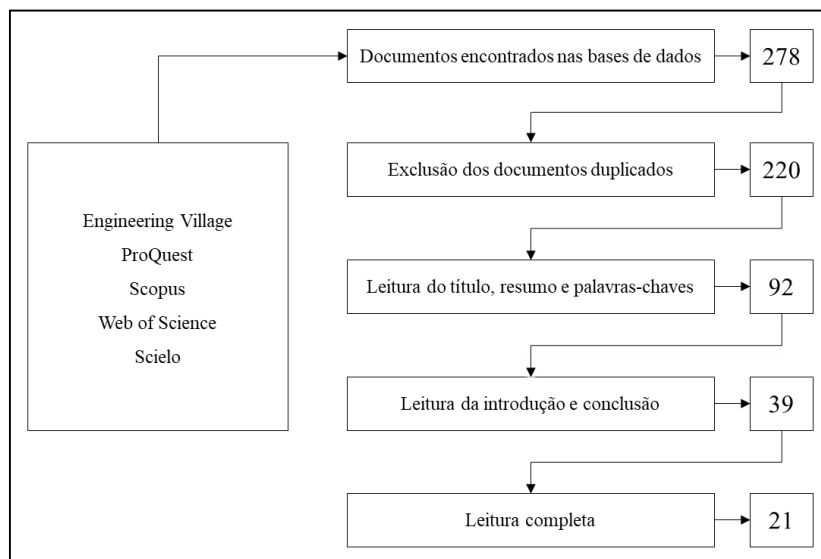 Documentos encontrados nas bases de dados
278
Exclusão dos documentos duplicados
220
Engineering Village
ProQuest
Scopus
Web of Science
Scielo
Leitura do título, resumo e palavras-chaves
92
Leitura da introdução e conclusão
39
Leitura completa
21